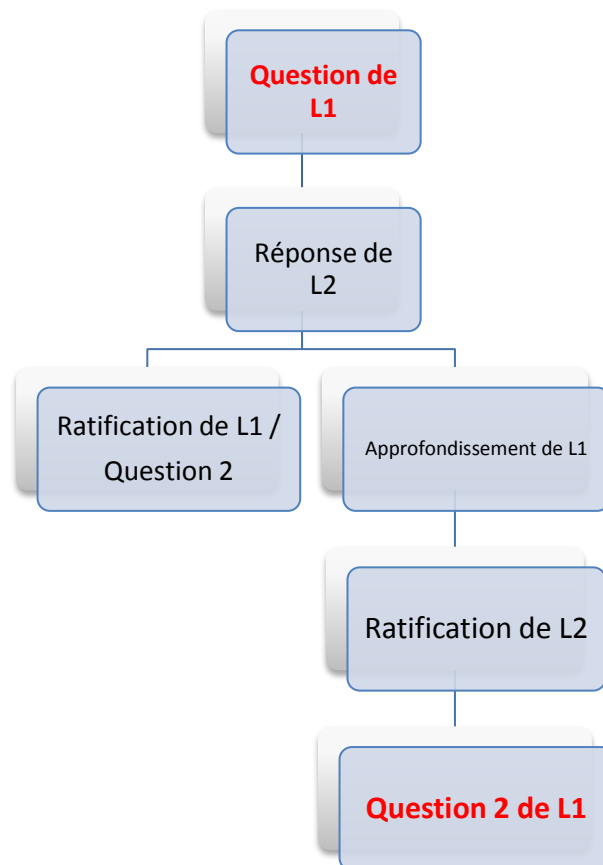 Question de
L1
Réponse de
L2
Ratification de L1 /
Question 2
Approfondissement de L1
Ratification de L2
Question 2 de L1